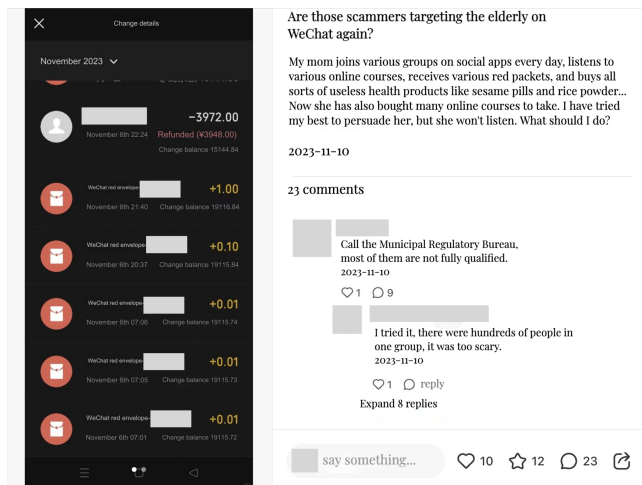 Change details
November 2023
-3972.00
November 6th 22:24 Refunded (¥3948.00)
Change balance 15144.84
WeChat red envelope- +1.00
November 6th 21:40 Change balance 19116.84
WeChat red envelope- +0.10
November 6th 20:37 Change balance 19115.84
WeChat red envelope- +0.01
November 6th 07:06 Change balance 19115.74
WeChat red envelope- +0.01
November 6th 07:05 Change balance 19115.73
WeChat red envelope- +0.01
November 6th 07:01 Change balance 19115.72
Are those scammers targeting the elderly on
WeChat again?
My mom joins various groups on social apps every day, listens to
various online courses, receives various red packets, and buys all
sorts of useless health products like sesame pills and rice powder...
Now she has also bought many online courses to take. I have tried
my best to persuade her, but she won't listen. What should I do?
2023-11-10
23 comments
Call the Municipal Regulatory Bureau,
most of them are not fully qualified.
2023-11-10
1 9
I tried it, there were hundreds of people in
one group, it was too scary.
2023-11-10
1 reply
Expand 8 replies
say something... 10 12 23